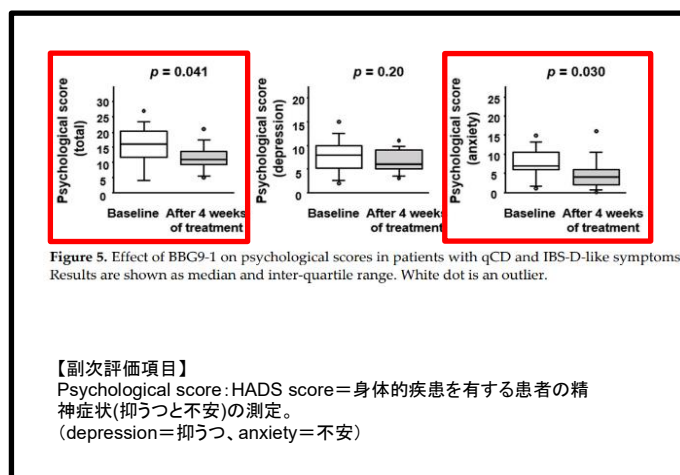 p = 0.041
Psychological score
(total)
30
25
20
15
10
5
0
Baseline After 4 weeks
of treatment
p = 0.20
Psychological score
(depression)
20
15
10
5
0
Baseline After 4 weeks
of treatment
p = 0.030
Psychological score
(anxiety)
25
20
15
10
5
0
Baseline After 4 weeks
of treatment
Figure 5. Effect of BBG9-1 on psychological scores in patients with qCD and IBS-D-like symptoms
Results are shown as median and inter-quartile range. White dot is an outlier.
【副次評価項目】
Psychological score:HADS score=身体的疾患を有する患者の精
神症状(抑うつと不安)の測定。
（depression=抑うつ、anxiety=不安）